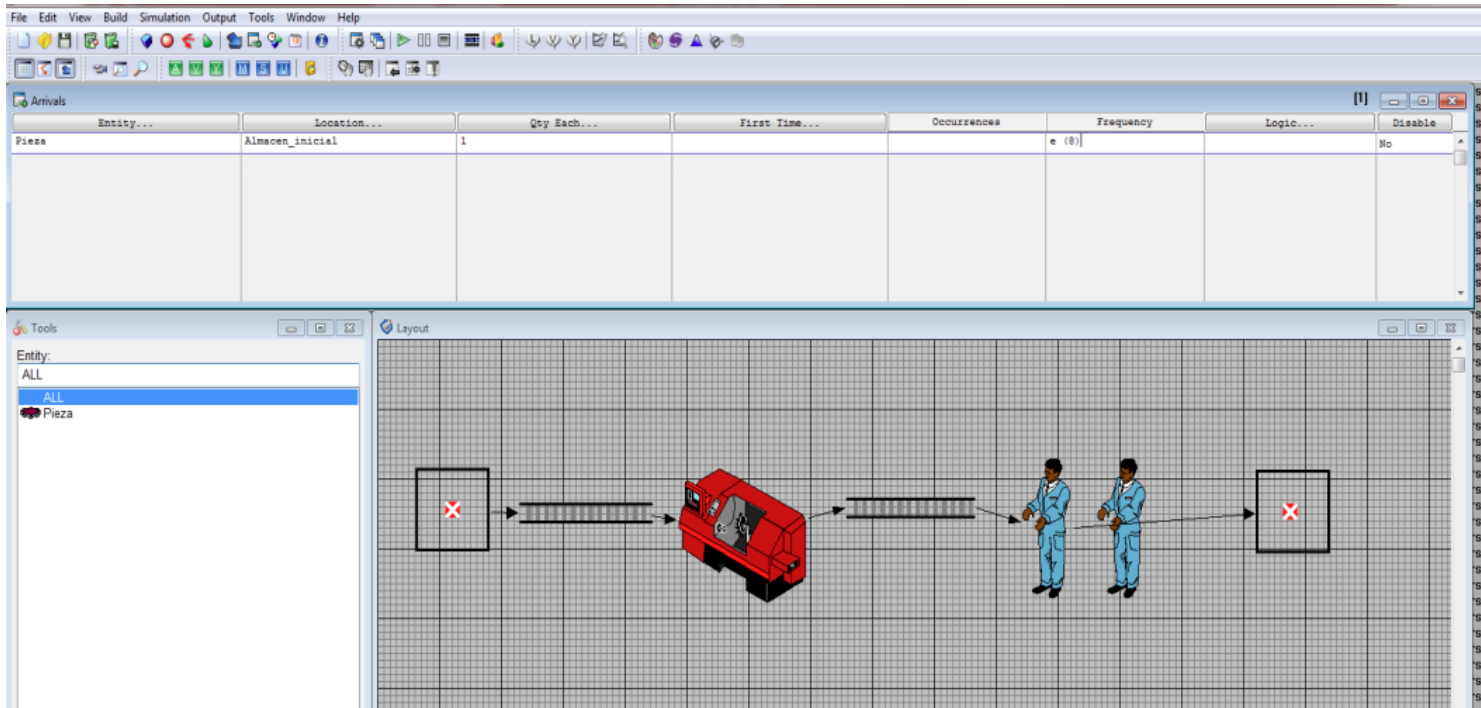 File Edit View Build Simulation Output Tools Window Help
Arrivals [1]
Entity... Location... Qty Each... First Time... Occurrences Frequency Logic... Disable
Pieza Almacen_inicial 1 e (8) No
Tools
Layout
Entity:
ALL
ALL
Pieza